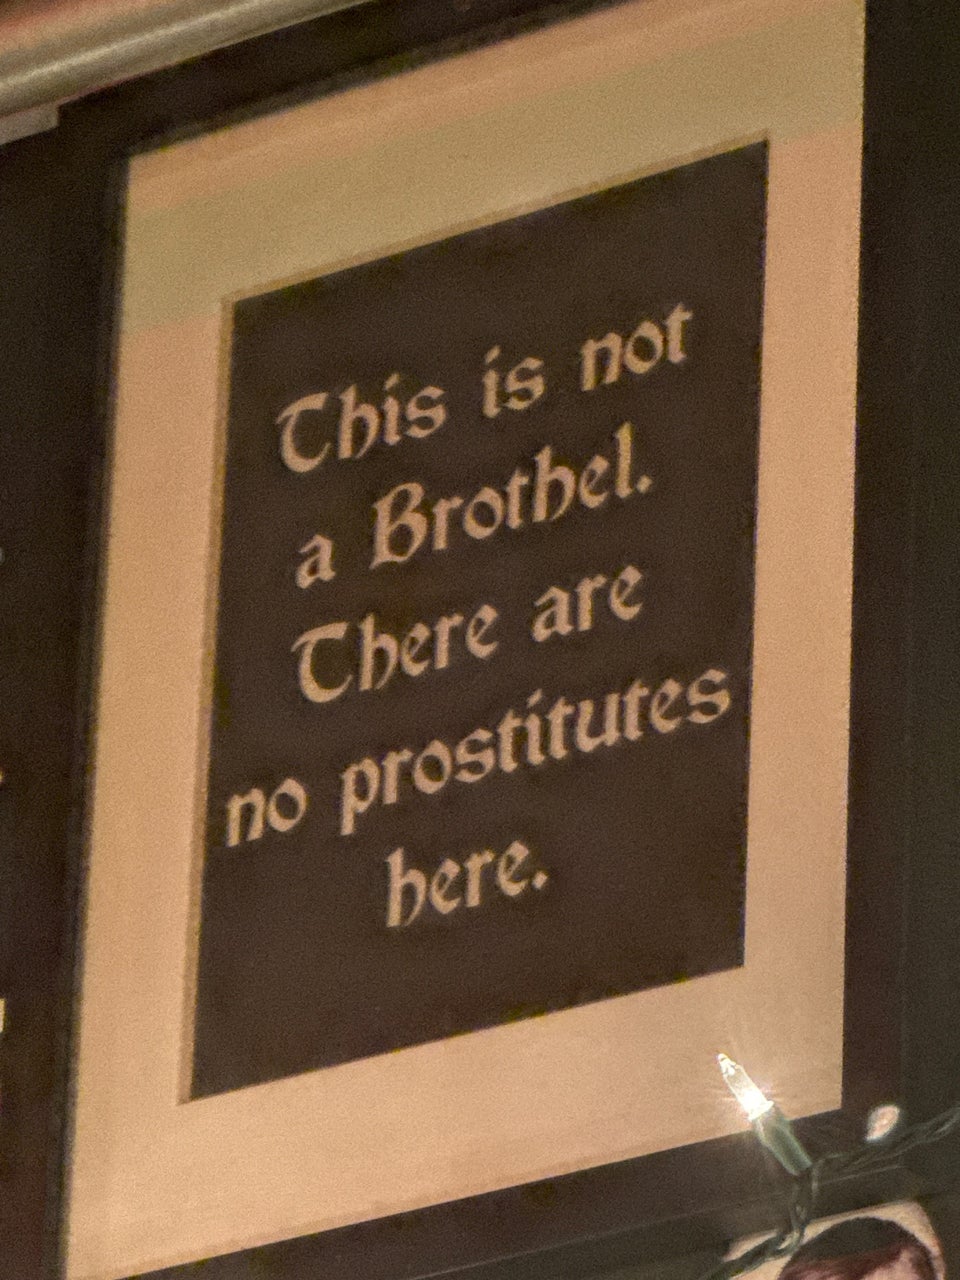 This is not
a Brothel.
There are
no prostitutes
here.